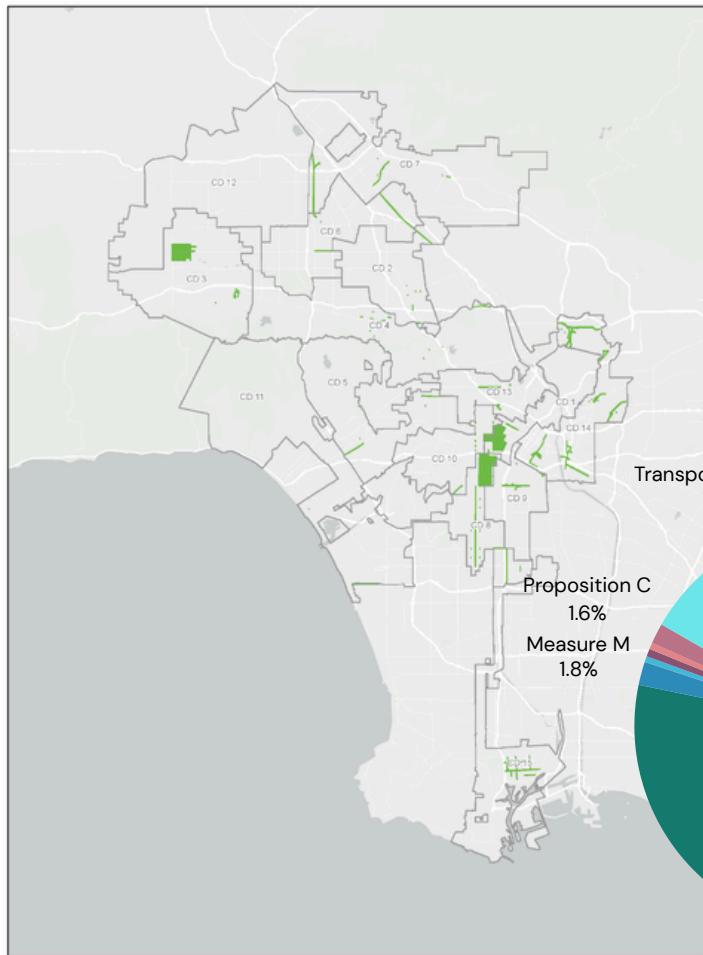 CD 7
CD 12
CD 6
CD 2
CD 3
CD 4
CD 5
CD 11
CD 13
CD 1
CD 14
CD 10
CD 9
CD 8
Transpo
Proposition C
1.6%
Measure M
1.8%